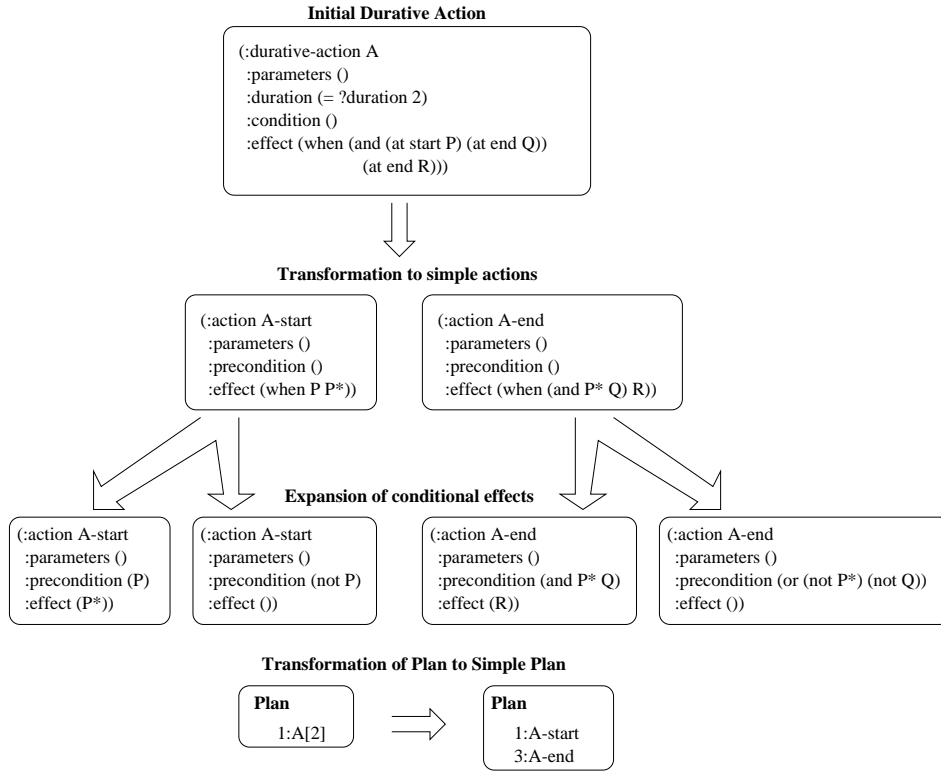 Initial Durative Action
(:durative-action A
:parameters ()
:duration (= ?duration 2)
:condition ()
:effect (when (and (at start P) (at end Q))
(at end R)))
Transformation to simple actions
(:action A-start
:parameters ()
:precondition ()
:effect (when P P*))
(:action A-end
:parameters ()
:precondition ()
:effect (when (and P* Q) R))
Expansion of conditional effects
(:action A-start
:parameters ()
:precondition (P)
:effect (P*))
(:action A-start
:parameters ()
:precondition (not P)
:effect ())
(:action A-end
:parameters ()
:precondition (and P* Q)
:effect (R))
(:action A-end
:parameters ()
:precondition (or (not P*) (not Q))
:effect ())
Transformation of Plan to Simple Plan
Plan
1:A[2]
Plan
1:A-start
3:A-end